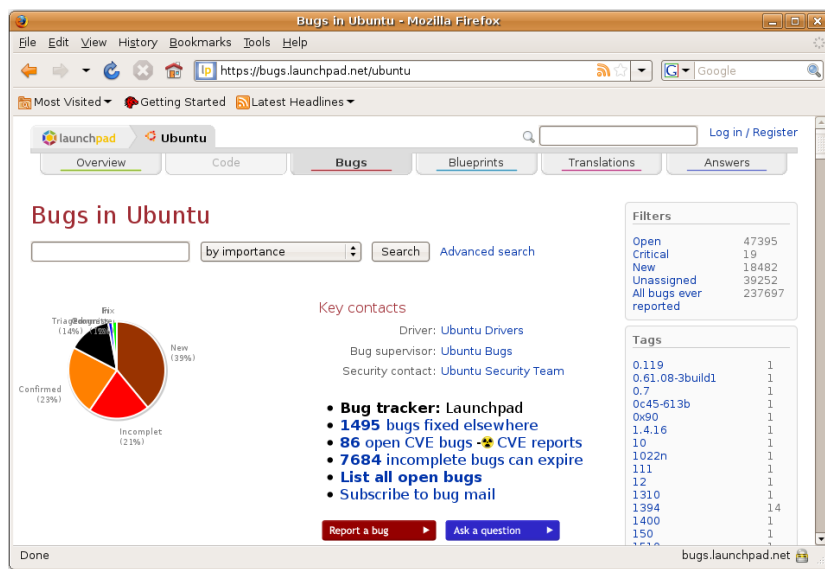 Bugs in Ubuntu - Mozilla Firefox
File Edit View History Bookmarks Tools Help
lp https://bugs.launchpad.net/ubuntu G Google
Most Visited Getting Started Latest Headlines
launchpad Ubuntu Log in / Register
Overview Code Bugs Blueprints Translations Answers
Bugs in Ubuntu
by importance Search Advanced search
Key contacts
Driver: Ubuntu Drivers
Bug supervisor: Ubuntu Bugs
Security contact: Ubuntu Security Team
New
(39%)
Incomplet
(21%)
Confirmed
(23%)
(14%)
• Bug tracker: Launchpad
• 1495 bugs fixed elsewhere
• 86 open CVE bugs - CVE reports
• 7684 incomplete bugs can expire
• List all open bugs
• Subscribe to bug mail
Report a bug Ask a question
Filters
Open 47395
Critical 19
New 18482
Unassigned 39252
All bugs ever 237697
reported
Tags
0.119 1
0.61.08-3build1 1
0.7 1
0c45-613b 1
0x90 1
1.4.16 1
10 1
1022n 1
111 1
12 1
1310 1
1394 14
1400 1
150 1
Done bugs.launchpad.net